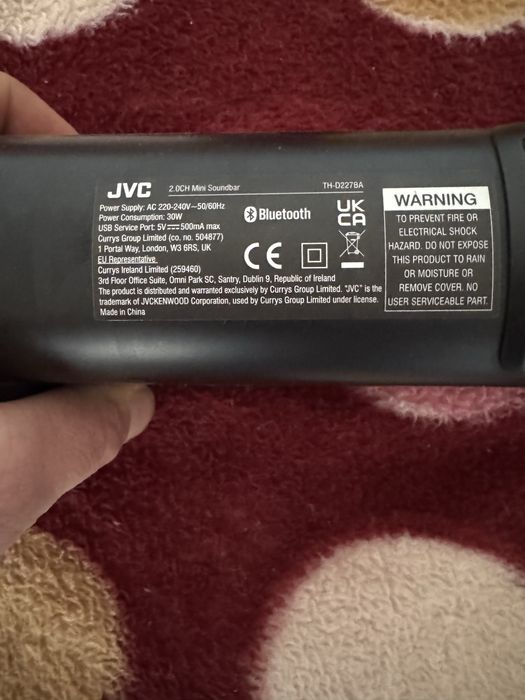 JVC 2.0CH Mini Soundbar TH-D227BA
Power Supply: AC 220-240V~50/60Hz
Power Consumption: 30W
USB Service Port: 5V⎓500mA max
Currys Group Limited (co. no. 504877)
1 Portal Way, London, W3 6RS, UK
EU Representative
Currys Ireland Limited (259460)
3rd Floor Office Suite, Omni Park SC, Santry, Dublin 9, Republic of Ireland
The product is distributed and warranted exclusively by Currys Group Limited. "JVC" is the
trademark of JVCKENWOOD Corporation, used by Currys Group Limited under license.
Made in China
Bluetooth
UK
CA
CE
WARNING
TO PREVENT FIRE OR
ELECTRICAL SHOCK
HAZARD. DO NOT EXPOSE
THIS PRODUCT TO RAIN
OR MOISTURE OR
REMOVE COVER. NO
USER SERVICEABLE PART.